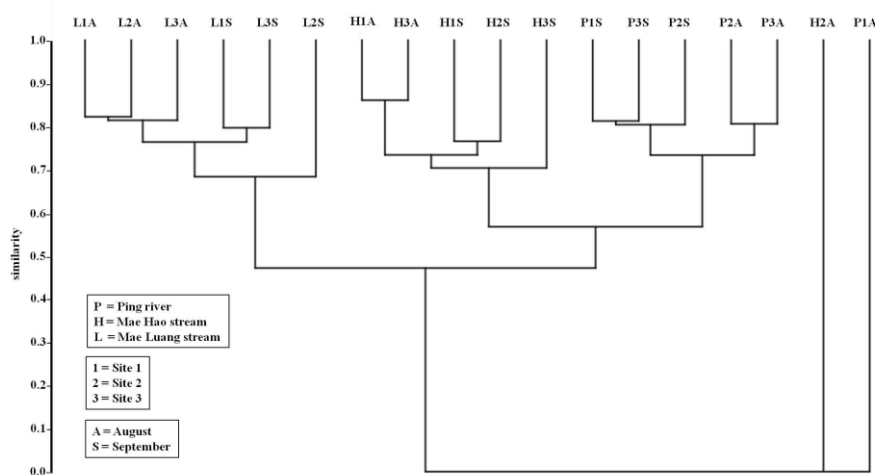 L1A L2A L3A L1S L3S L2S H1A H3A H1S H2S H3S P1S P3S P2S P2A P3A H2A P1A
1.0
0.9
0.8
0.7
0.6
0.5
0.4
0.3
0.2
0.1
0.0
similarity
P = Ping river
H = Mae Hao stream
L = Mae Luang stream
1 = Site 1
2 = Site 2
3 = Site 3
A = August
S = September